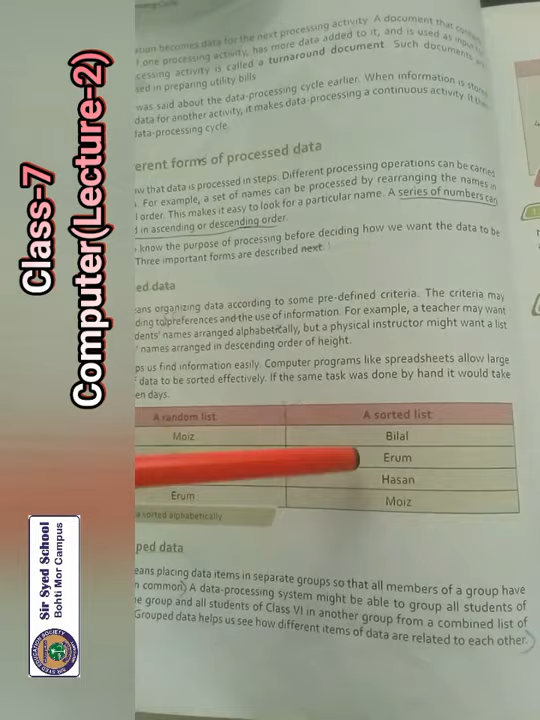 Class-7
Computer(Lecture-2)
Sir Syed School
Bohti Mor Campus
ation becomes data for the next processing activity. A document that
f one processing activity, has more data added to it, and is used as
cessing activity is called a turnaround document. Such documents
sed in preparing utility bills
was said about the data-processing cycle earlier. When information is
data for another activity, it makes data-processing a continuous activity.
data-processing cycle.
erent forms of processed data
w that data is processed in steps. Different processing operations can be carried
. For example, a set of names can be processed by rearranging the names in
l order. This makes it easy to look for a particular name. A series of numbers can
d in ascending or descending order.
know the purpose of processing before deciding how we want the data to be
Three important forms are described next.
ed data
ans organizing data according to some pre-defined criteria. The criteria may
ding to preferences and the use of information. For example, a teacher may want
dents' names arranged alphabetically, but a physical instructor might want a list
' names arranged in descending order of height.
ps us find information easily. Computer programs like spreadsheets allow large
data to be sorted effectively. If the same task was done by hand it would take
en days.
A random list A sorted list
Moiz Bilal
Erum
Hasan
Erum Moiz
a sorted alphabetically
ped data
eans placing data items in separate groups so that all members of a group have
n common) A data-processing system might be able to group all students of
e group and all students of Class VI in another group from a combined list of
Grouped data helps us see how different items of data are related to each other.